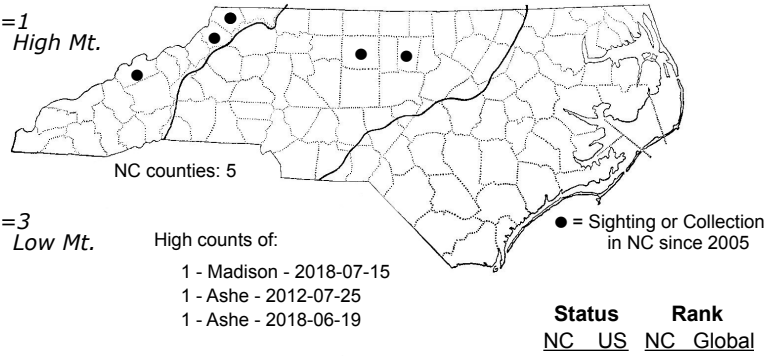 =1
High Mt.
NC counties: 5
=3
Low Mt.
High counts of:
1 - Madison - 2018-07-15
1 - Ashe - 2012-07-25
1 - Ashe - 2018-06-19
● = Sighting or Collection
in NC since 2005
Status Rank
NC US NC Global